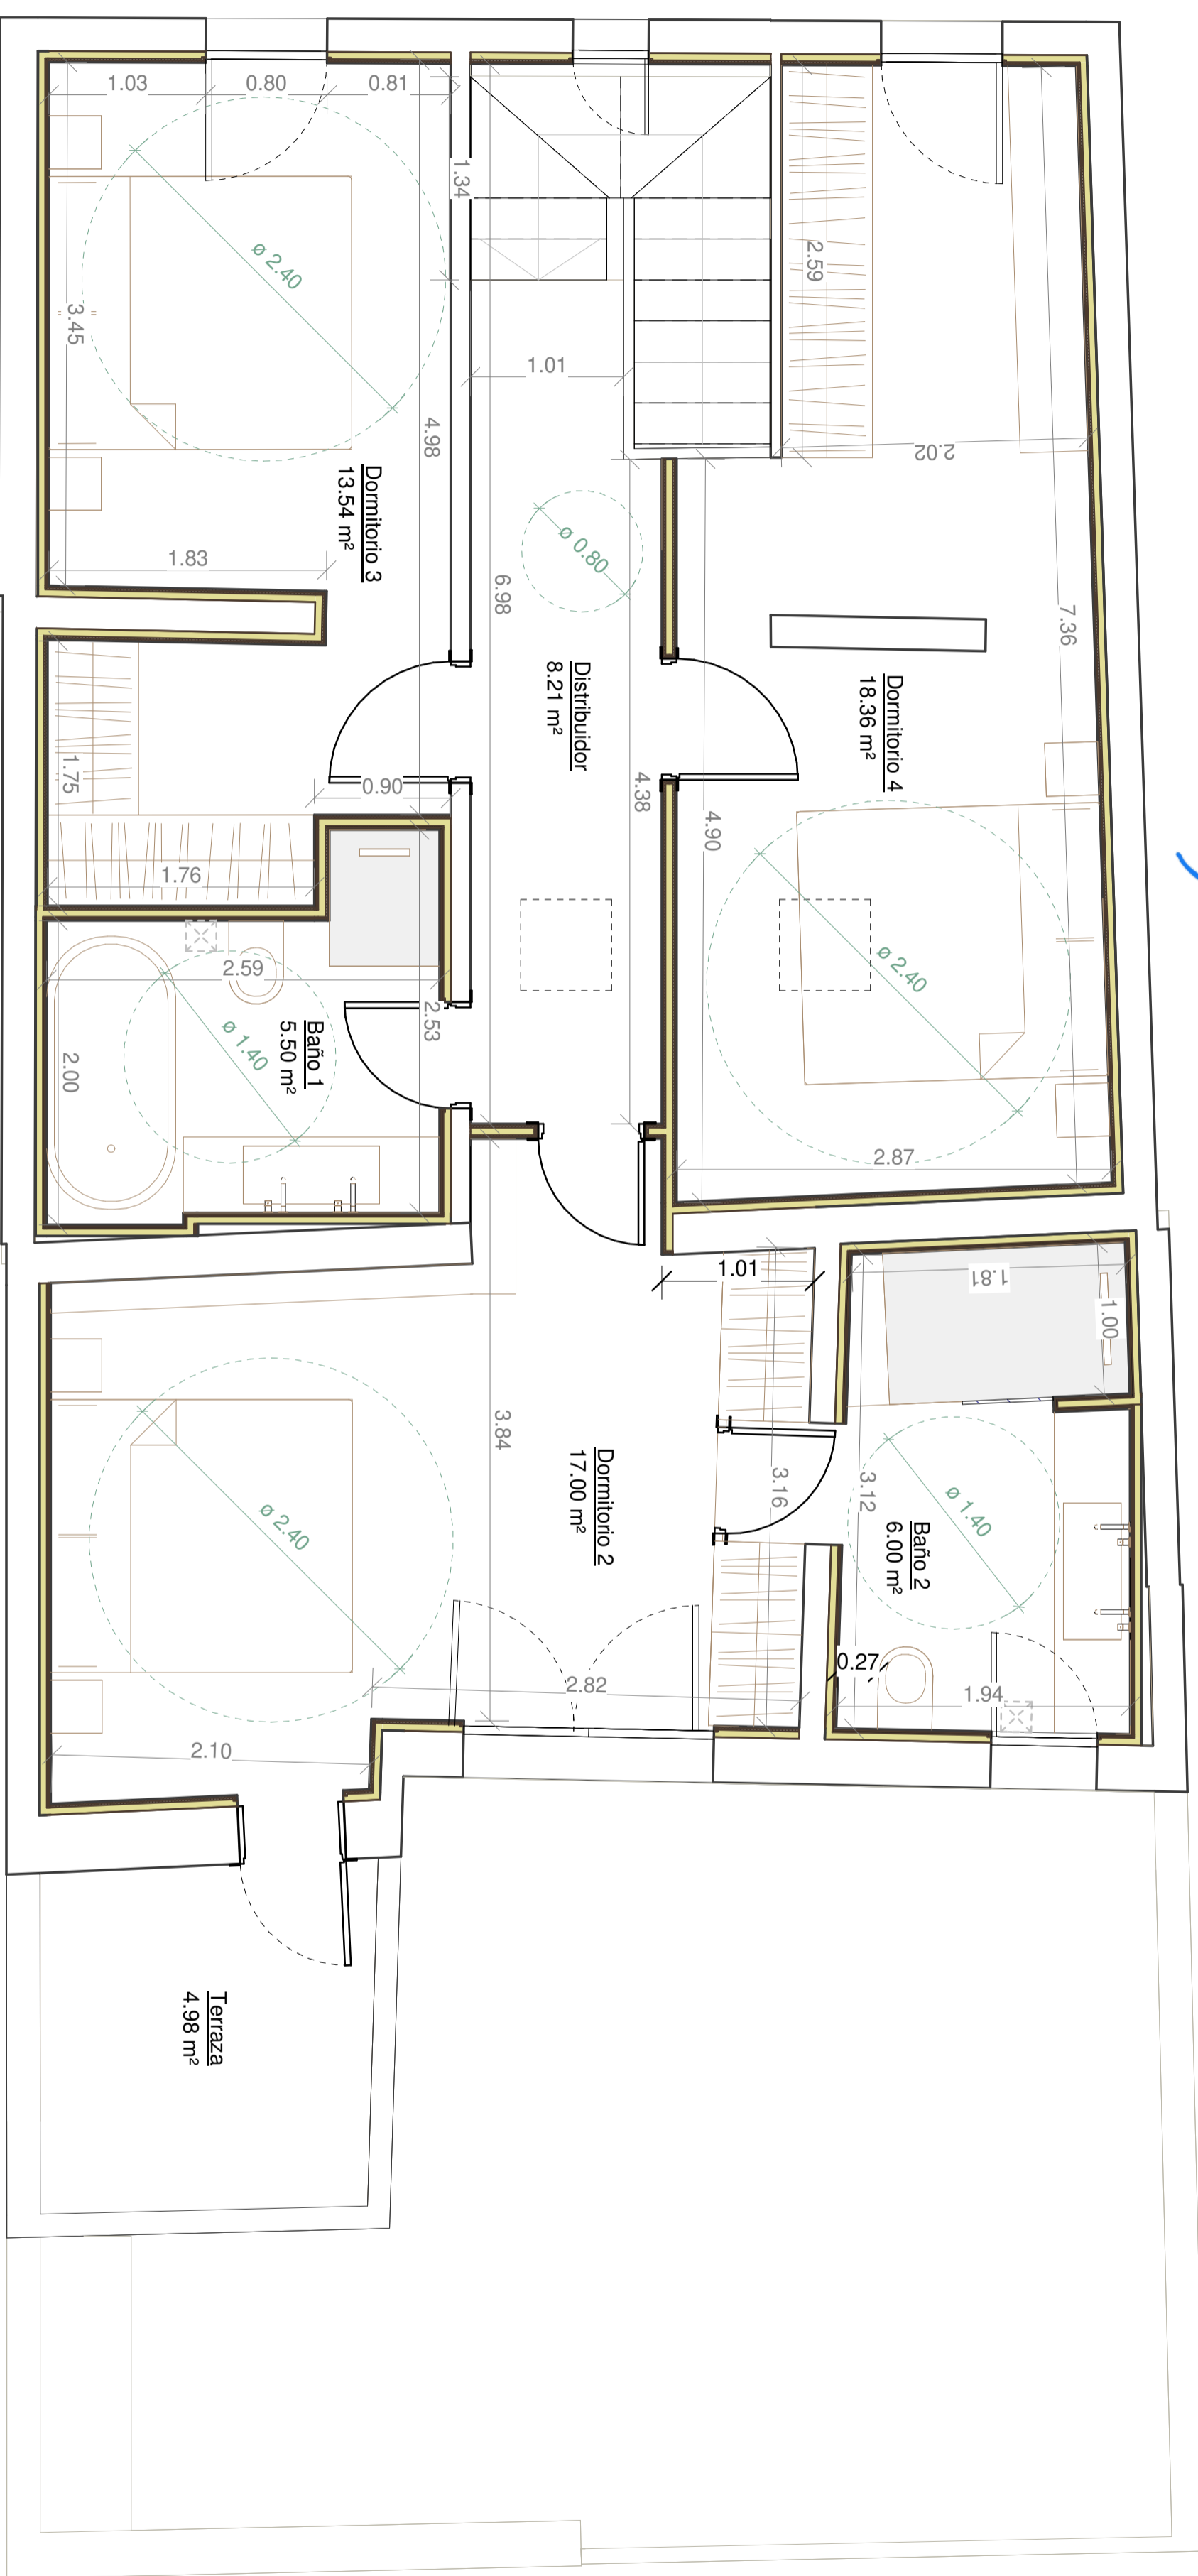 1.03
0.80
0.81
1.34
ø 2.40
3.45
2.59
1.01
4.98
2.02
Dormitorio 3
13.54 m²
1.83
ø 0.80
6.98
7.36
Distribuidor
8.21 m²
Dormitorio 4
18.36 m²
1.75
0.90
4.38
4.90
1.76
2.59
ø 2.40
2.53
Baño 1
5.50 m²
ø 1.40
2.00
2.87
1.01
1.81
1.00
3.84
Dormitorio 2
17.00 m²
3.16
3.12
ø 1.40
Baño 2
6.00 m²
ø 2.40
0.27
2.82
1.94
2.10
Terraza
4.98 m²